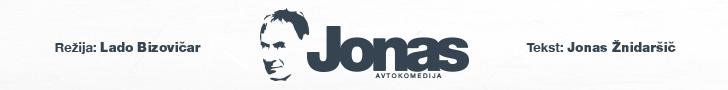 Režija: Lado Bizovičar
Jonas
AVTOKOMEDIJA
Tekst: Jonas Žnidaršič